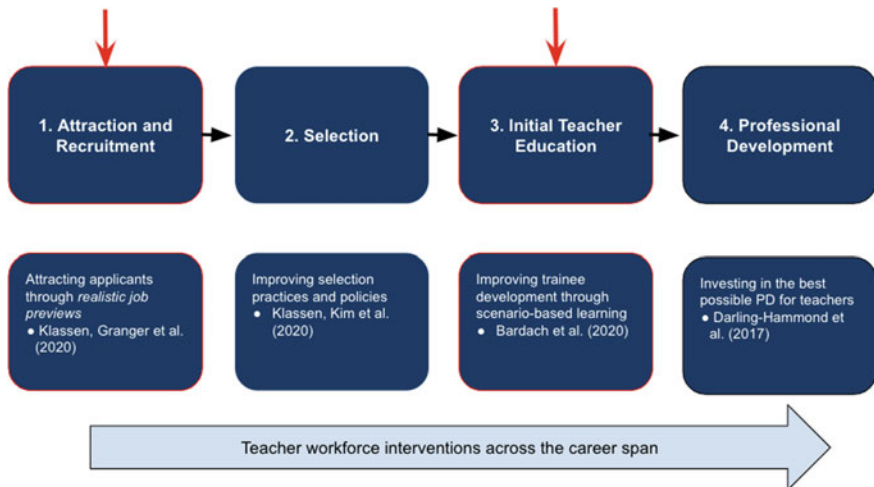 1. Attraction and
Recruitment
2. Selection
3. Initial Teacher
Education
4. Professional
Development
Attracting applicants
through realistic job
previews
● Klassen, Granger et al.
(2020)
Improving selection
practices and policies
● Klassen, Kim et al.
(2020)
Improving trainee
development through
scenario-based learning
● Bardach et al. (2020)
Investing in the best
possible PD for teachers
● Darling-Hammond et
al. (2017)
Teacher workforce interventions across the career span